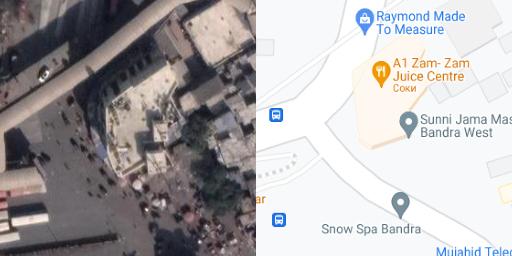 Raymond Made
To Measure
A1 Zam- Zam
Juice Centre
Соки
Sunni Jama Mas
Bandra West
ar
Snow Spa Bandra
Mujahid Telec